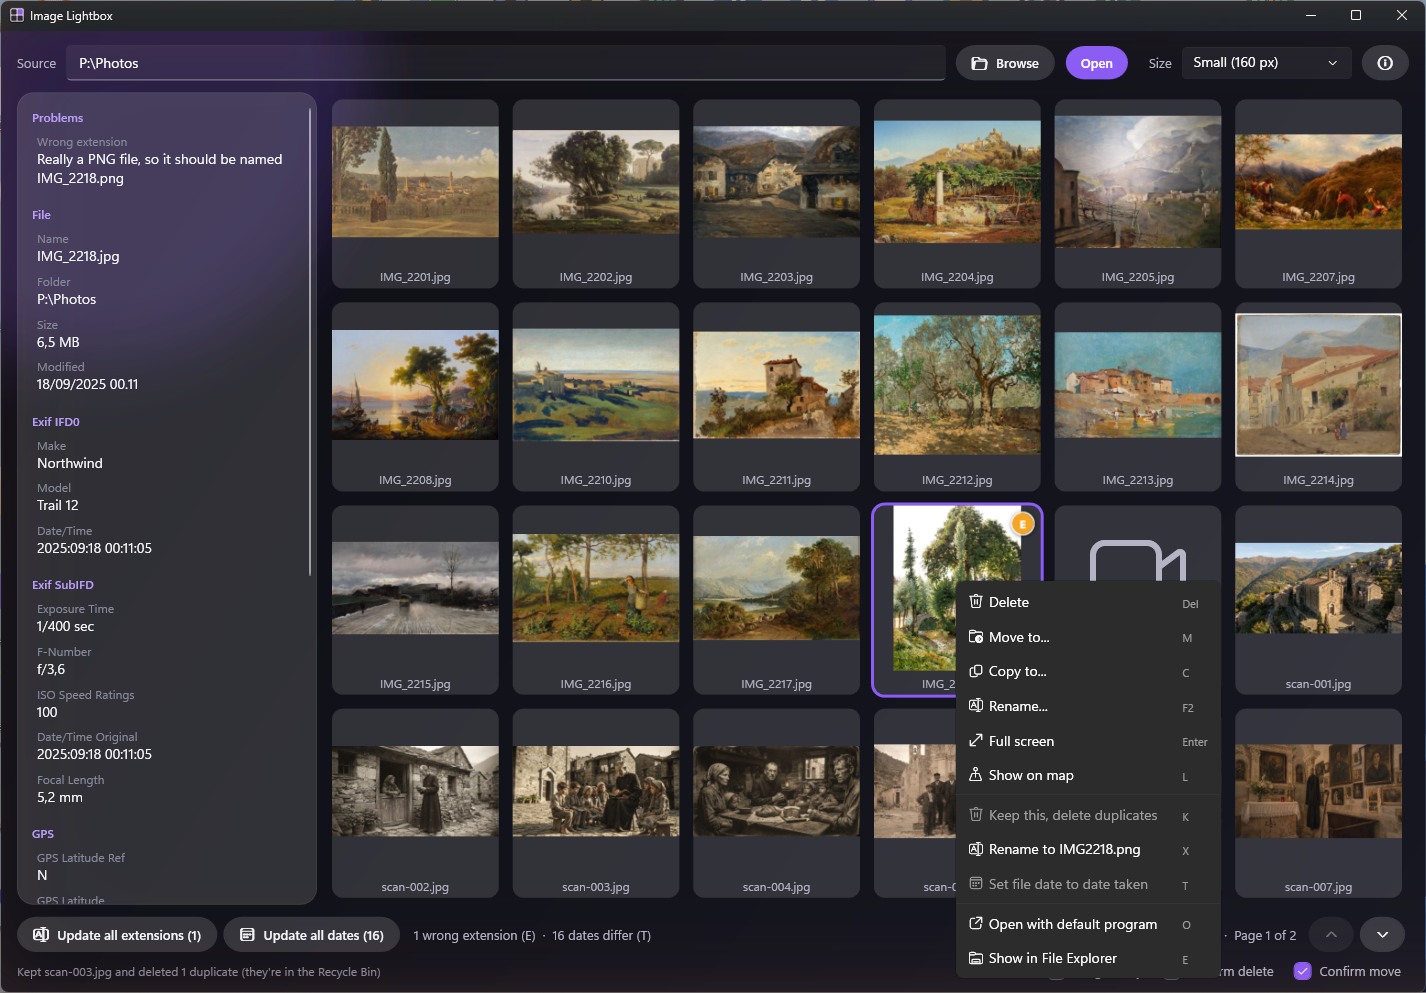 Image Lightbox
Source
P:\Photos
Browse
Open
Size
Small (160 px)
Problems
Wrong extension
Really a PNG file, so it should be named
IMG_2218.png
File
Name
IMG_2218.jpg
Folder
P:\Photos
Size
6,5 MB
Modified
18/09/2025 00.11
Exif IFD0
Make
Northwind
Model
Trail 12
Date/Time
2025:09:18 00:11:05
Exif SubIFD
Exposure Time
1/400 sec
F-Number
f/3,6
ISO Speed Ratings
100
Date/Time Original
2025:09:18 00:11:05
Focal Length
5,2 mm
GPS
GPS Latitude Ref
N
GPS Latitude
IMG_2201.jpg
IMG_2202.jpg
IMG_2203.jpg
IMG_2204.jpg
IMG_2205.jpg
IMG_2207.jpg
IMG_2208.jpg
IMG_2210.jpg
IMG_2211.jpg
IMG_2212.jpg
IMG_2213.jpg
IMG_2214.jpg
E
IMG_2215.jpg
IMG_2216.jpg
IMG_2217.jpg
IMG_2
scan-001.jpg
scan-002.jpg
scan-003.jpg
scan-004.jpg
scan-0
scan-007.jpg
Delete Del
Move to... M
Copy to... C
Rename... F2
Full screen Enter
Show on map L
Keep this, delete duplicates K
Rename to IMG2218.png X
Set file date to date taken T
Open with default program O
Show in File Explorer E
Update all extensions (1)
Update all dates (16)
1 wrong extension (E) · 16 dates differ (T)
· Page 1 of 2
Kept scan-003.jpg and deleted 1 duplicate (they're in the Recycle Bin)
rm delete
Confirm move